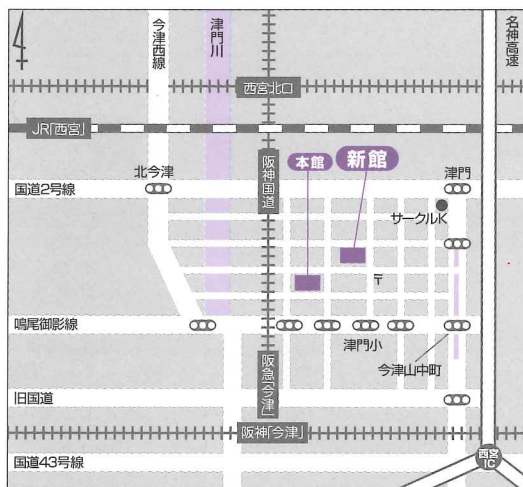 今津西線
津門川
名神高速
西宮北口
JR「西宮」
阪神国道
本館
新館
北今津
津門
国道2号線
サークルK
〒
鳴尾御影線
津門小
今津山中町
阪急「今津」
旧国道
阪神「今津」
国道43号線
西宮
IC